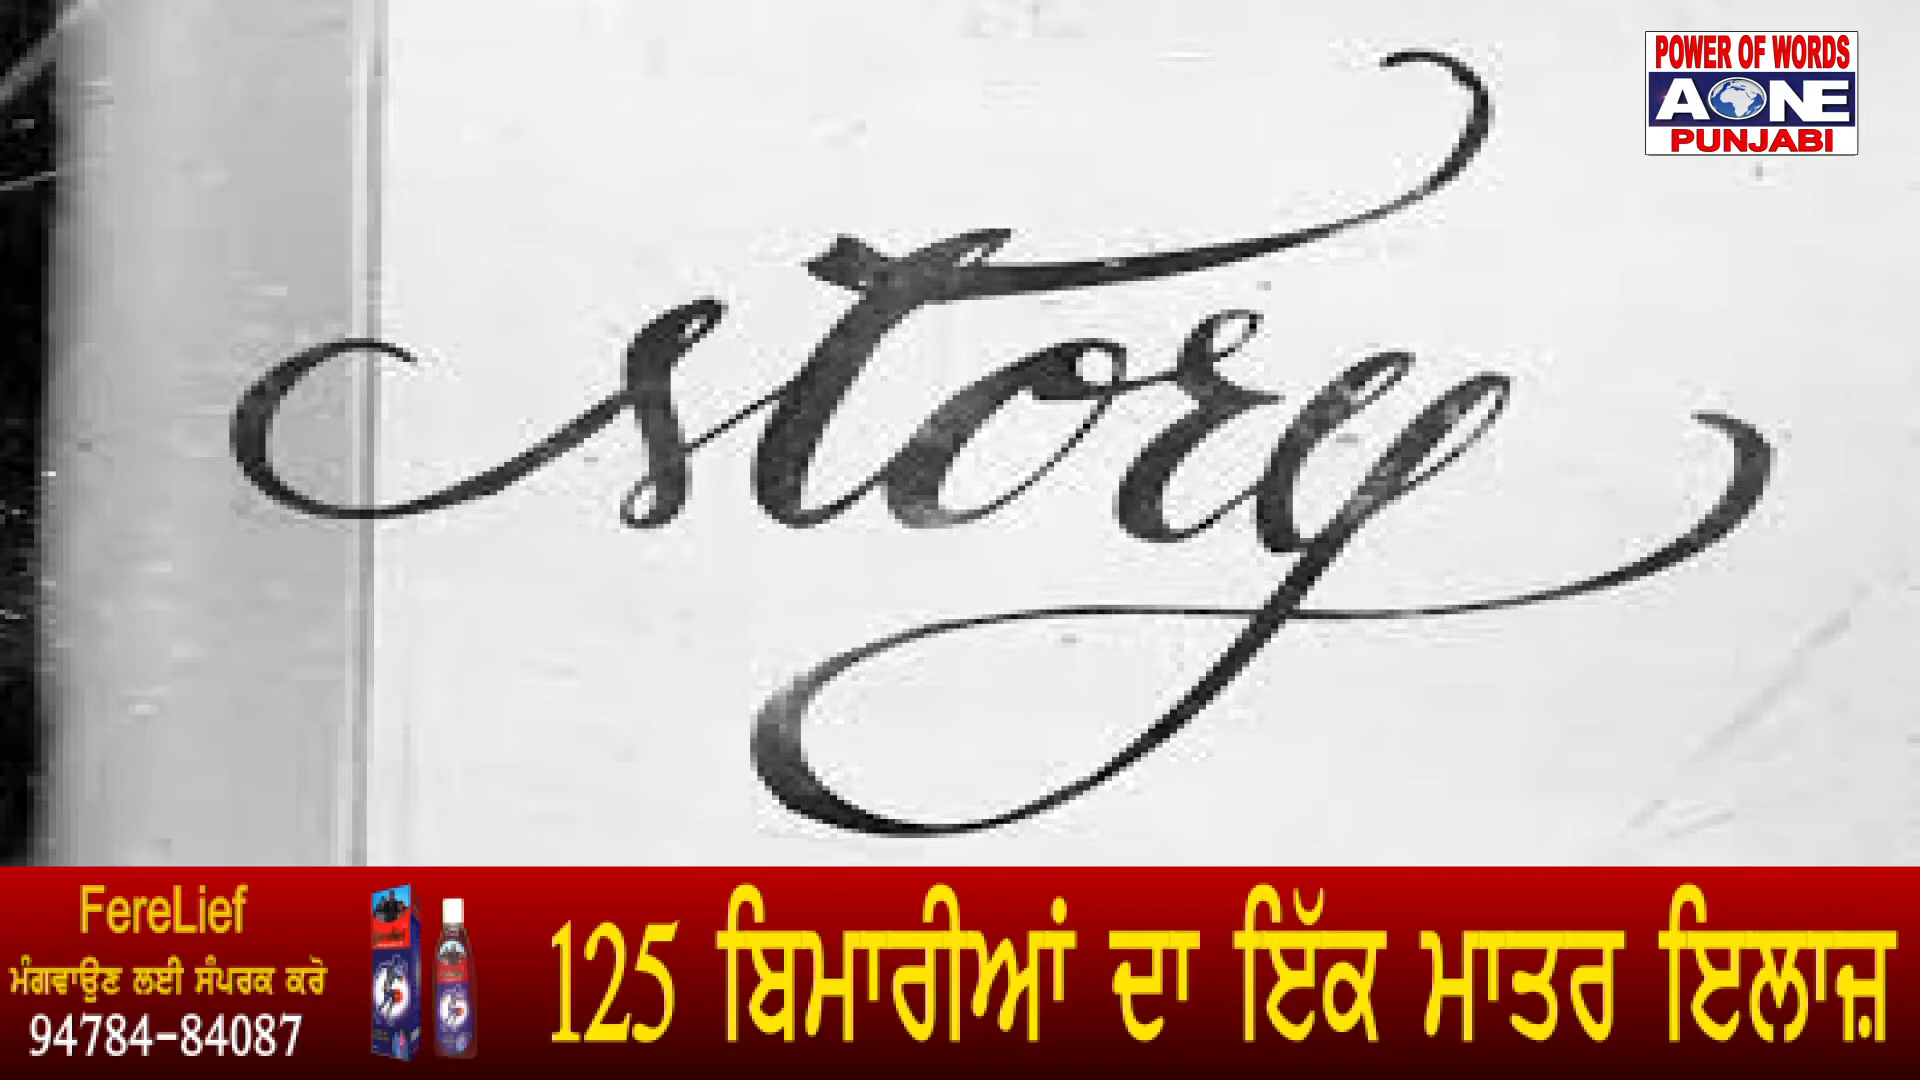 POWER OF WORDS
AONE
PUNJABI
story
FereLief
ਮੰਗਵਾਉਣ ਲਈ ਸੰਪਰਕ ਕਰੋ
94784-84087
125 ਬਿਮਾਰੀਆਂ ਦਾ ਇੱਕ ਮਾਤਰ ਇਲਾਜ਼